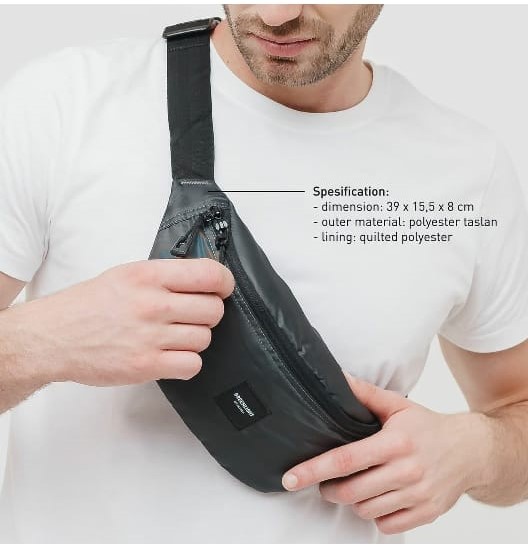 Spesification:
- dimension: 39 x 15,5 x 8 cm
- outer material: polyester taslan
- lining: quilted polyester